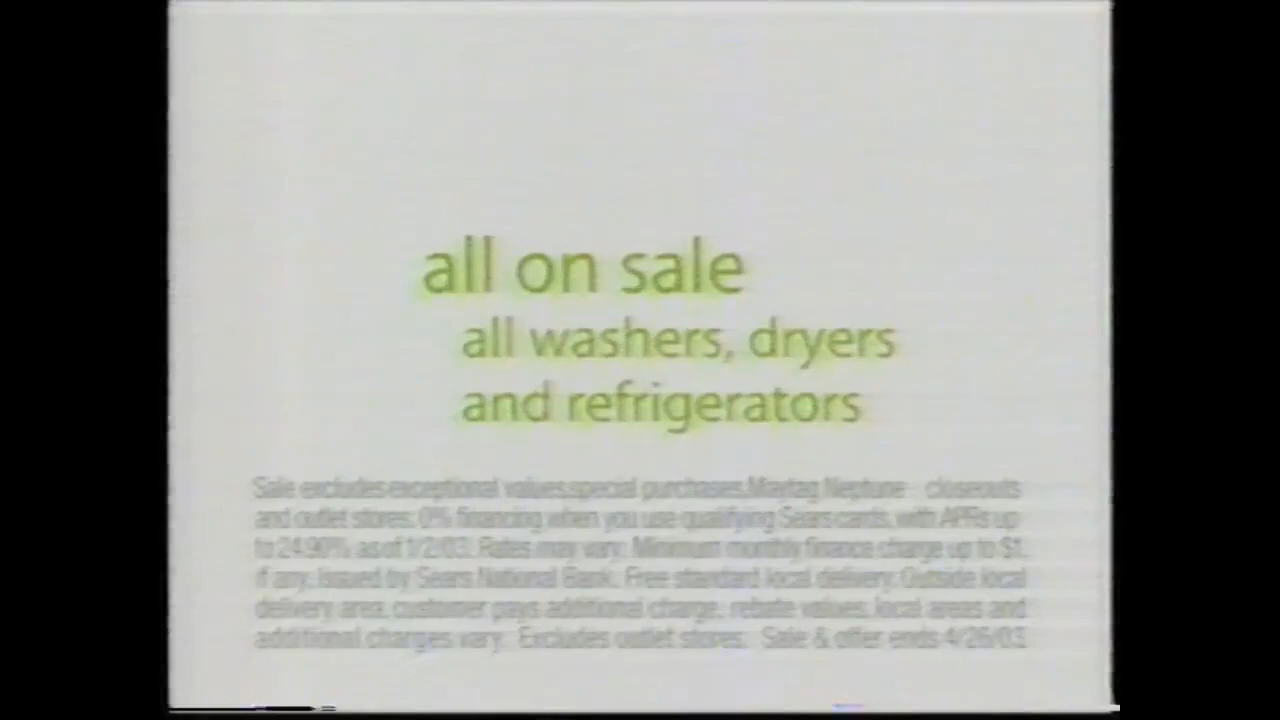 all on sale
all washers, dryers
and refrigerators
Sale excludes exceptional values, special purchases, Maytag Neptune closeouts
and outlet stores. 0% financing when you use qualifying Sears cards, with APRs up
to 24.90% as of 1/2/03. Rates may vary. Minimum monthly finance charge up to $1,
if any. Issued by Sears National Bank. Free standard local delivery. Outside local
delivery area, customer pays additional charge. rebate values, local areas and
additional charges vary. Excludes outlet stores. Sale & offer ends 4/26/03.